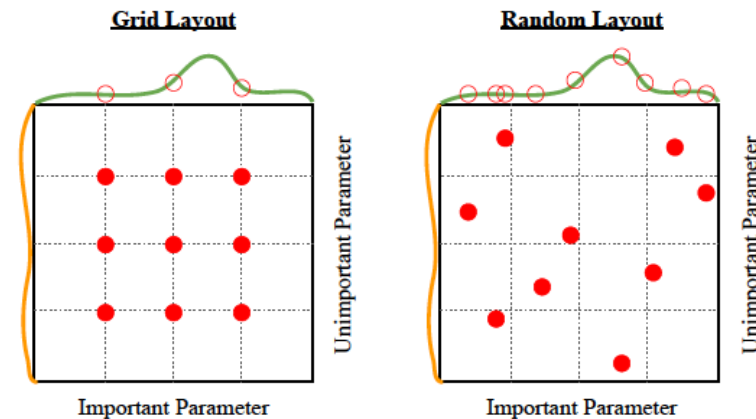 Grid Layout
Unimportant Parameter
Important Parameter
Random Layout
Unimportant Parameter
Important Parameter